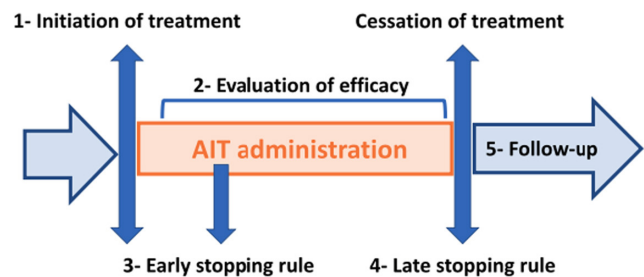 1- Initiation of treatment
Cessation of treatment
2- Evaluation of efficacy
AIT administration
5- Follow-up
3- Early stopping rule
4- Late stopping rule